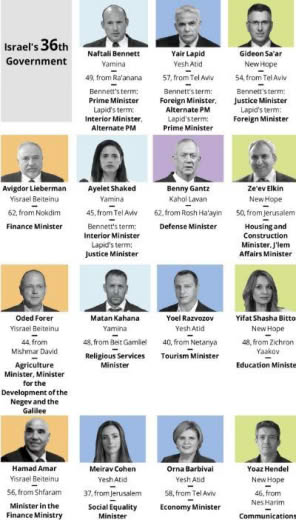 Israel's 36th
Government
Naftali Bennett
Yamina
49, from Ra'anana
Bennett's term:
Prime Minister
Lapid's term:
Interior Minister,
Alternate PM
Yair Lapid
Yesh Atid
57, from Tel Aviv
Bennett's term:
Foreign Minister,
Alternate PM
Lapid's term:
Prime Minister
Gideon Sa'ar
New Hope
54, from Tel Aviv
Bennett's term:
Justice Minister
Lapid's term:
Foreign Minister
Avigdor Lieberman
Yisrael Beiteinu
62, from Nokdim
Finance Minister
Ayelet Shaked
Yamina
45, from Tel Aviv
Bennett's term:
Interior Minister
Lapid's term:
Justice Minister
Benny Gantz
Kahol Lavan
62, from Rosh Ha'ayin
Defense Minister
Ze'ev Elkin
New Hope
50, from Jerusalem
Housing and
Construction
Minister, J'lem
Affairs Minister
Oded Forer
Yisrael Beiteinu
44, from
Mishmar David
Agriculture
Minister, Minister
for the
Development of the
Negev and the
Galilee
Matan Kahana
Yamina
48, from Beit Gamliel
Religious Services
Minister
Yoel Razvozov
Yesh Atid
40, from Netanya
Tourism Minister
Yifat Shasha Bitto
New Hope
48, from Zichron
Yaakov
Education Ministe
Hamad Amar
Yisrael Beiteinu
56, from Shfaram
Minister in the
Finance Ministry
Meirav Cohen
Yesh Atid
37, from Jerusalem
Social Equality
Minister
Orna Barbivai
Yesh Atid
58, from Tel Aviv
Economy Minister
Yoaz Hendel
New Hope
46, from
Nes Harim
Communications